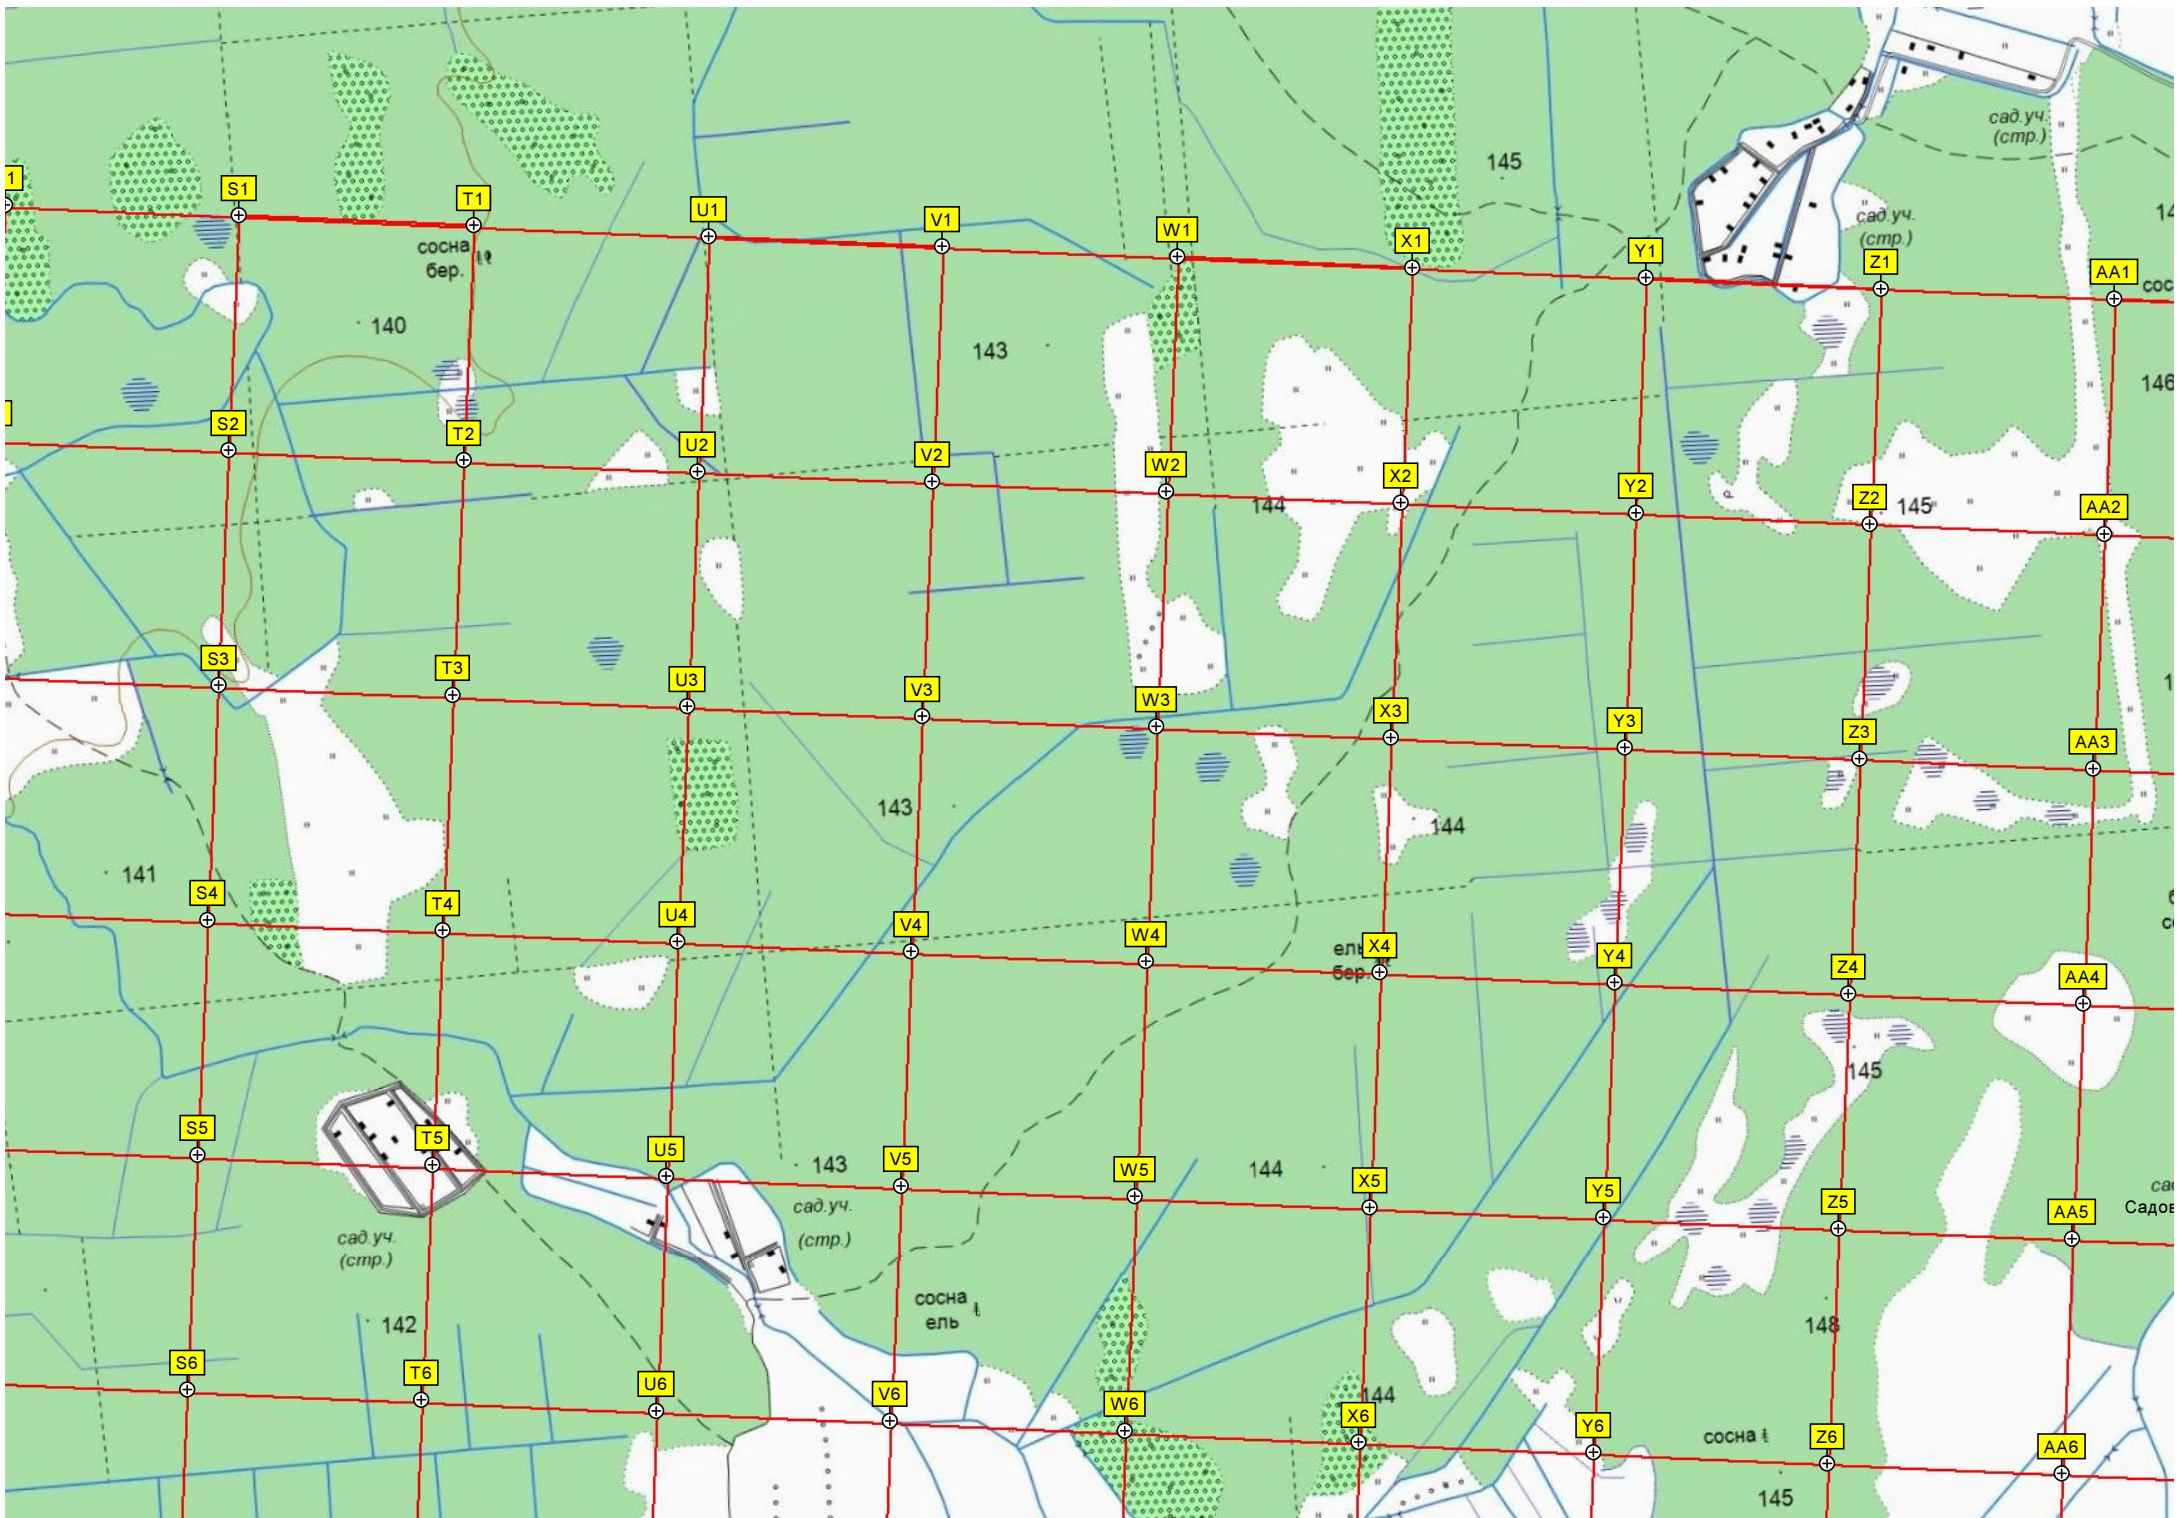 145
сад.уч.
(стр.)
1
S1
T1
U1
V1
W1
X1
Y1
Z1
AA1
сад.уч.
(стр.)
14
сосна
бер.
сос
140
143
146
S2
T2
U2
V2
W2
X2
Y2
Z2
AA2
144
145
S3
T3
U3
V3
W3
X3
Y3
Z3
AA3
1
143
144
141
S4
T4
U4
V4
W4
X4
Y4
Z4
AA4
ель
бер.
145
S5
T5
U5
V5
W5
X5
Y5
Z5
AA5
143
144
сад.уч.
(стр.)
сад.уч.
(стр.)
са
Садов
сосна
ель
142
148
S6
T6
U6
V6
W6
X6
Y6
Z6
AA6
144
сосна
145